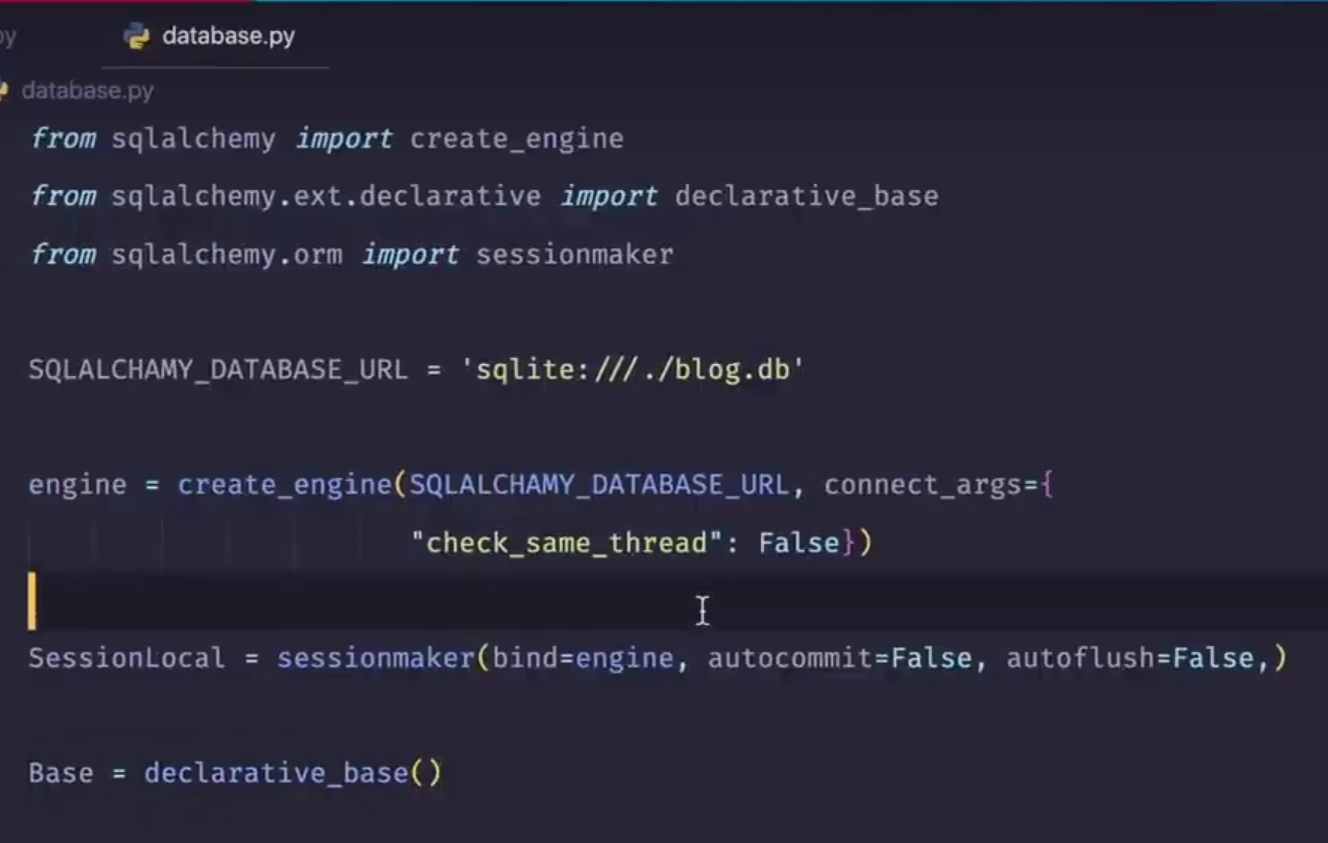 py database.py
database.py
from sqlalchemy import create_engine
from sqlalchemy.ext.declarative import declarative_base
from sqlalchemy.orm import sessionmaker
SQLALCHAMY_DATABASE_URL = 'sqlite:///./blog.db'
engine = create_engine(SQLALCHAMY_DATABASE_URL, connect_args={
"check_same_thread": False})
SessionLocal = sessionmaker(bind=engine, autocommit=False, autoflush=False,)
Base = declarative_base()